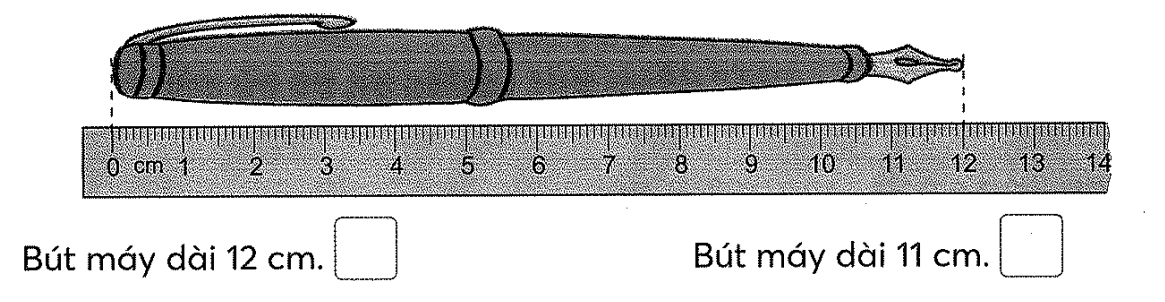 0 cm 1 2 3 4 5 6 7 8 9 10 11 12 13 14
Bút máy dài 12 cm.
Bút máy dài 11 cm.